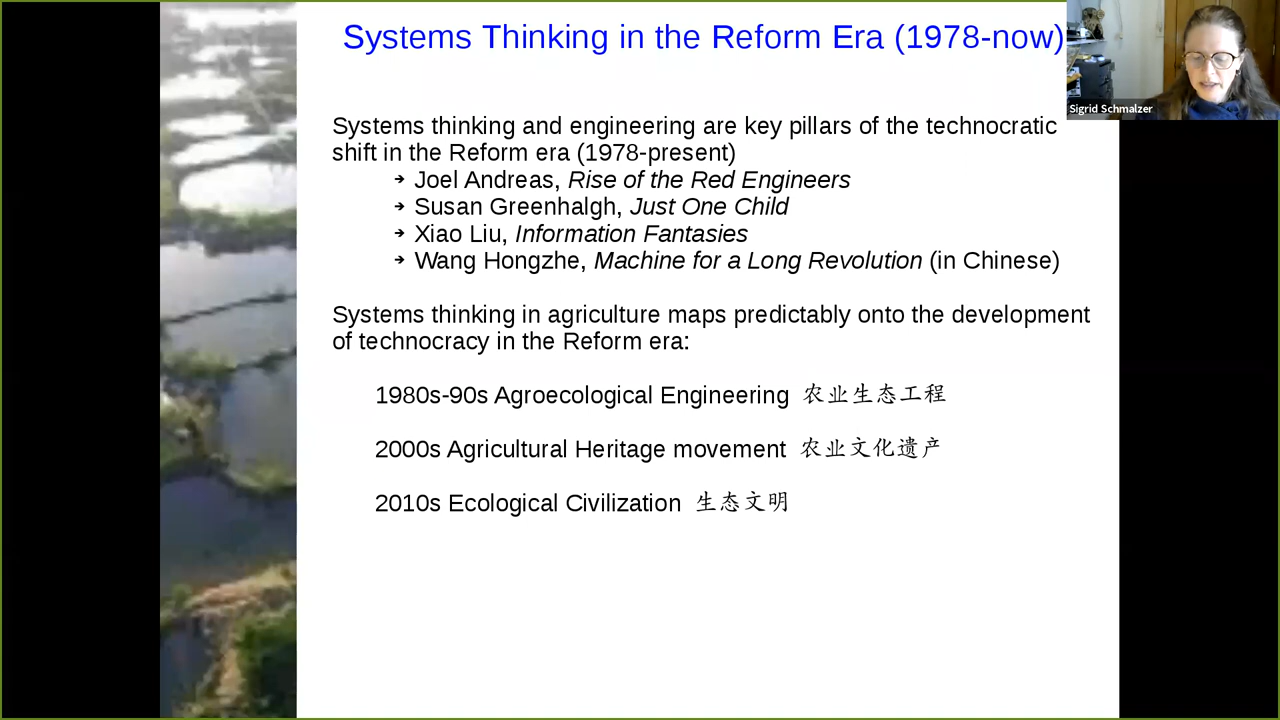 Systems Thinking in the Reform Era (1978-now)
Sigrid Schmalzer
Systems thinking and engineering are key pillars of the technocratic
shift in the Reform era (1978-present)
➔ Joel Andreas, Rise of the Red Engineers
➔ Susan Greenhalgh, Just One Child
➔ Xiao Liu, Information Fantasies
➔ Wang Hongzhe, Machine for a Long Revolution (in Chinese)
Systems thinking in agriculture maps predictably onto the development
of technocracy in the Reform era:
1980s-90s Agroecological Engineering 农业生态工程
2000s Agricultural Heritage movement 农业文化遗产
2010s Ecological Civilization 生态文明